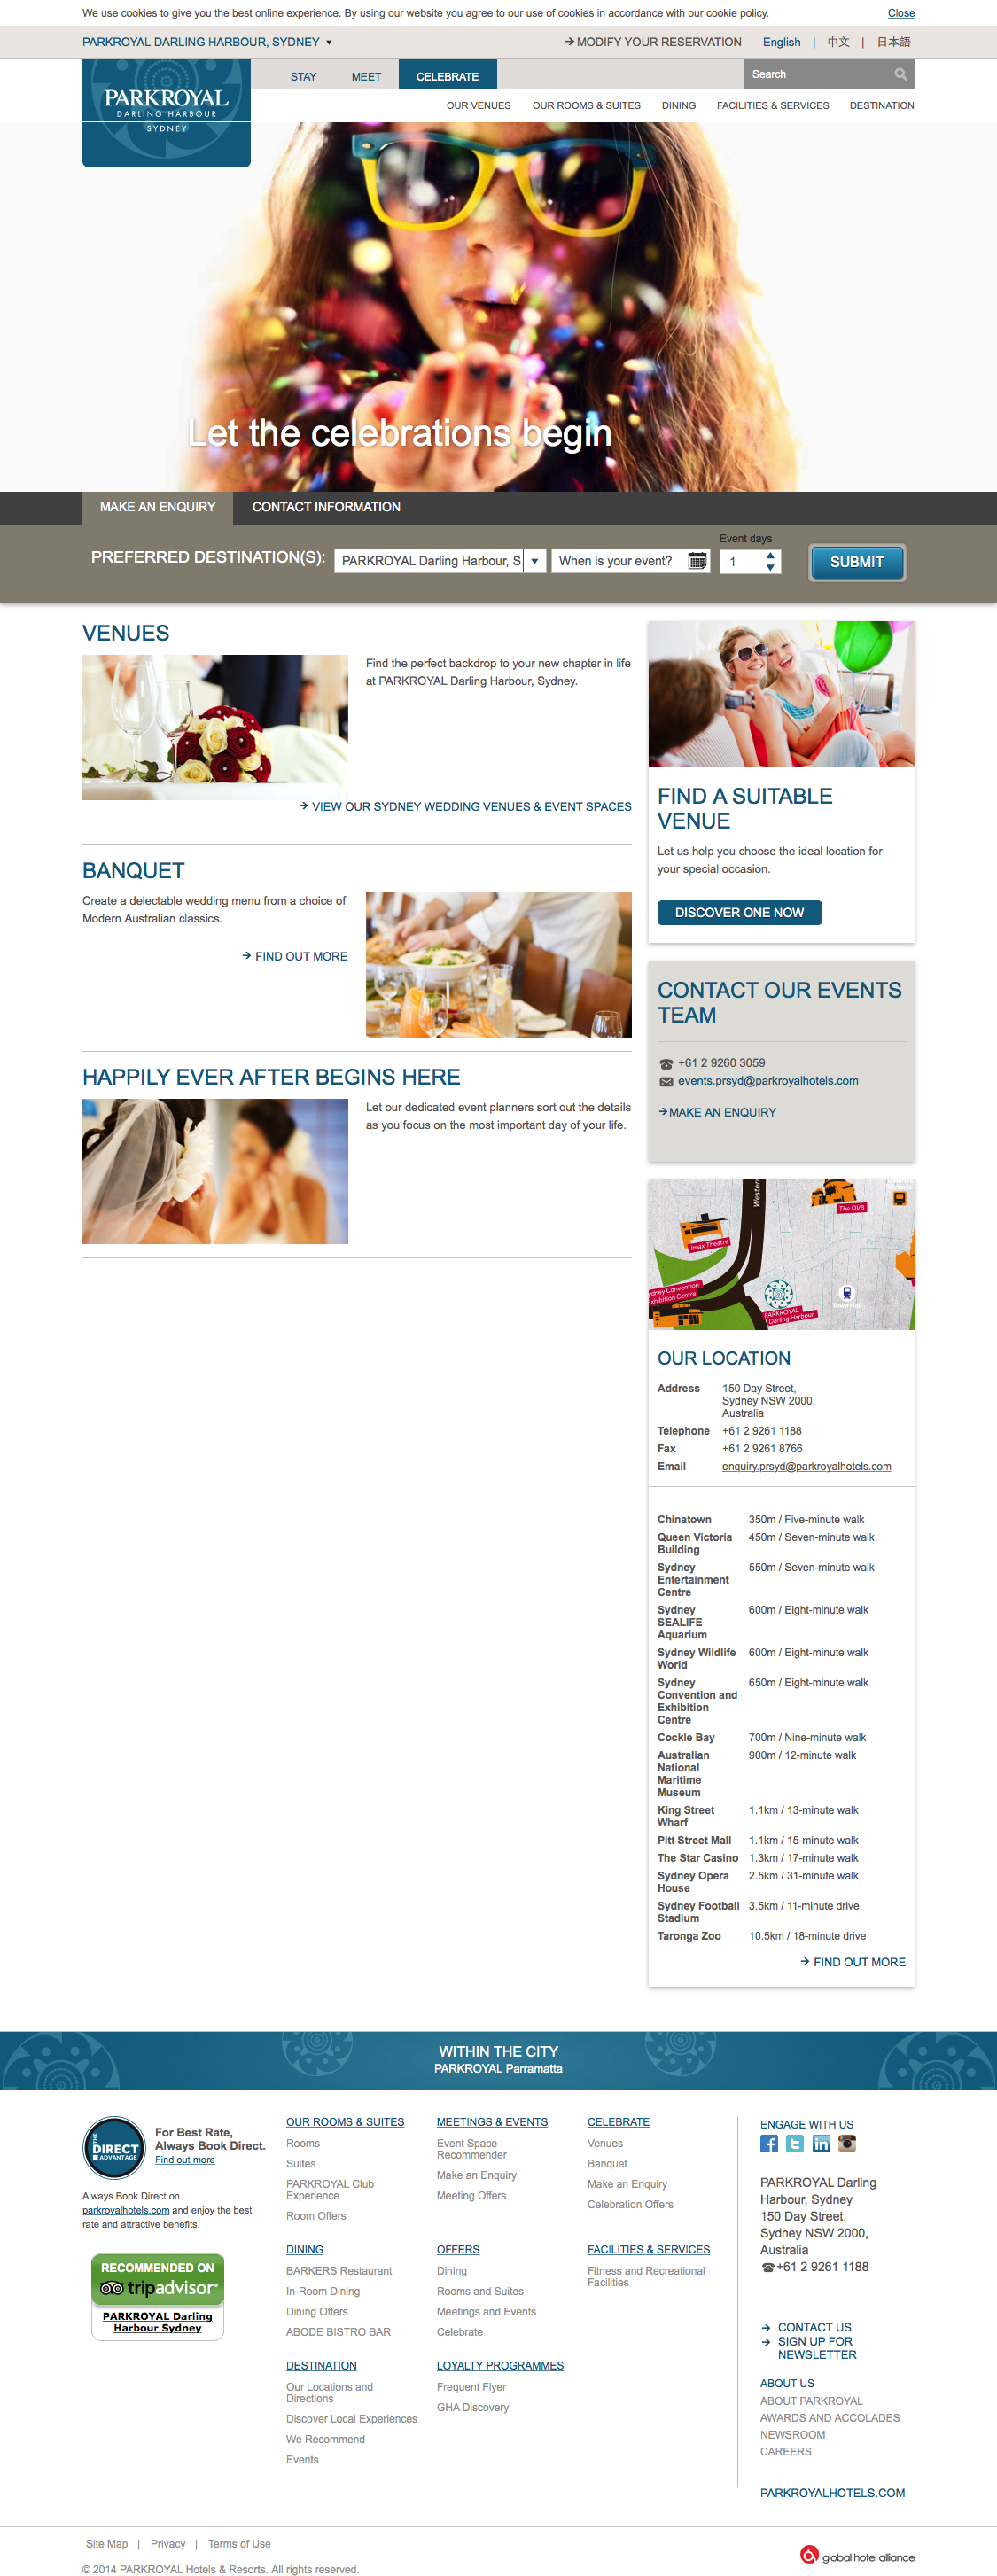 We use cookies to give you the best online experience. By using our website you agree to our use of cookies in accordance with our cookie policy.
Close
PARKROYAL DARLING HARBOUR, SYDNEY
MODIFY YOUR RESERVATION
English | 中文 | 日本語
PARKROYAL
DARLING HARBOUR
SYDNEY
STAY
MEET
CELEBRATE
Search
OUR VENUES
OUR ROOMS & SUITES
DINING
FACILITIES & SERVICES
DESTINATION
Let the celebrations begin
MAKE AN ENQUIRY
CONTACT INFORMATION
Event days
PREFERRED DESTINATION(S):
PARKROYAL Darling Harbour, S
When is your event?
1
SUBMIT
VENUES
Find the perfect backdrop to your new chapter in life
at PARKROYAL Darling Harbour, Sydney.
VIEW OUR SYDNEY WEDDING VENUES & EVENT SPACES
BANQUET
Create a delectable wedding menu from a choice of
Modern Australian classics.
FIND OUT MORE
HAPPILY EVER AFTER BEGINS HERE
Let our dedicated event planners sort out the details
as you focus on the most important day of your life.
FIND A SUITABLE
VENUE
Let us help you choose the ideal location for
your special occasion.
DISCOVER ONE NOW
CONTACT OUR EVENTS
TEAM
+61 2 9260 3059
events.prsyd@parkroyalhotels.com
MAKE AN ENQUIRY
Western
The QVB
Imax Theatre
dney Convention
xhibition Centre
PARKROYAL
Darling Harbour
Town Hall
OUR LOCATION
Address 150 Day Street,
Sydney NSW 2000,
Australia
Telephone +61 2 9261 1188
Fax +61 2 9261 8766
Email enquiry.prsyd@parkroyalhotels.com
Chinatown 350m / Five-minute walk
Queen Victoria 450m / Seven-minute walk
Building
Sydney 550m / Seven-minute walk
Entertainment
Centre
Sydney 600m / Eight-minute walk
SEALIFE
Aquarium
Sydney Wildlife 600m / Eight-minute walk
World
Sydney 650m / Eight-minute walk
Convention and
Exhibition
Centre
Cockle Bay 700m / Nine-minute walk
Australian 900m / 12-minute walk
National
Maritime
Museum
King Street 1.1km / 13-minute walk
Wharf
Pitt Street Mall 1.1km / 15-minute walk
The Star Casino 1.3km / 17-minute walk
Sydney Opera 2.5km / 31-minute walk
House
Sydney Football 3.5km / 11-minute drive
Stadium
Taronga Zoo 10.5km / 18-minute drive
FIND OUT MORE
WITHIN THE CITY
PARKROYAL Parramatta
THE DIRECT ADVANTAGE
For Best Rate,
Always Book Direct.
Find out more
Always Book Direct on
parkroyalhotels.com and enjoy the best
rate and attractive benefits.
RECOMMENDED ON
tripadvisor
PARKROYAL Darling
Harbour Sydney
OUR ROOMS & SUITES
Rooms
Suites
PARKROYAL Club
Experience
Room Offers
MEETINGS & EVENTS
Event Space
Recommender
Make an Enquiry
Meeting Offers
CELEBRATE
Venues
Banquet
Make an Enquiry
Celebration Offers
DINING
BARKERS Restaurant
In-Room Dining
Dining Offers
ABODE BISTRO BAR
OFFERS
Dining
Rooms and Suites
Meetings and Events
Celebrate
FACILITIES & SERVICES
Fitness and Recreational
Facilities
DESTINATION
Our Locations and
Directions
Discover Local Experiences
We Recommend
Events
LOYALTY PROGRAMMES
Frequent Flyer
GHA Discovery
ENGAGE WITH US
PARKROYAL Darling
Harbour, Sydney
150 Day Street,
Sydney NSW 2000,
Australia
+61 2 9261 1188
CONTACT US
SIGN UP FOR
NEWSLETTER
ABOUT US
ABOUT PARKROYAL
AWARDS AND ACCOLADES
NEWSROOM
CAREERS
PARKROYALHOTELS.COM
Site Map | Privacy | Terms of Use
© 2014 PARKROYAL Hotels & Resorts. All rights reserved.
global hotel alliance